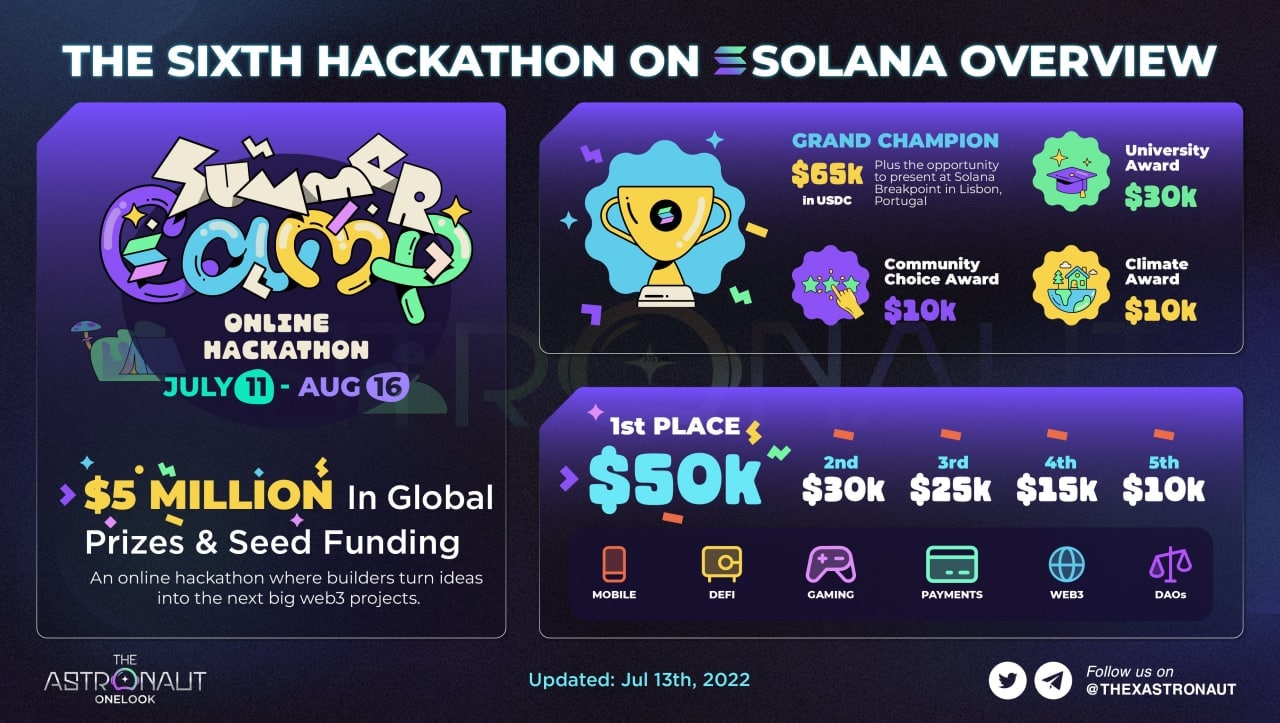 THE SIXTH HACKATHON ON SOLANA OVERVIEW
SUMMER
Camp
ONLINE
HACKATHON
JULY 11 - AUG 16
$5 MILLION In Global
Prizes & Seed Funding
An online hackathon where builders turn ideas
into the next big web3 projects.
GRAND CHAMPION
$65k
in USDC
Plus the opportunity
to present at Solana
Breakpoint in Lisbon,
Portugal
University
Award
$30k
Community
Choice Award
$10k
Climate
Award
$10k
1st PLACE
$50k
2nd
$30k
3rd
$25k
4th
$15k
5th
$10k
MOBILE
DEFI
GAMING
PAYMENTS
WEB3
DAOs
ASTRONAUT
THE
ASTRONAUT
ONELOOK
Updated: Jul 13th, 2022
Follow us on
@THEXASTRONAUT